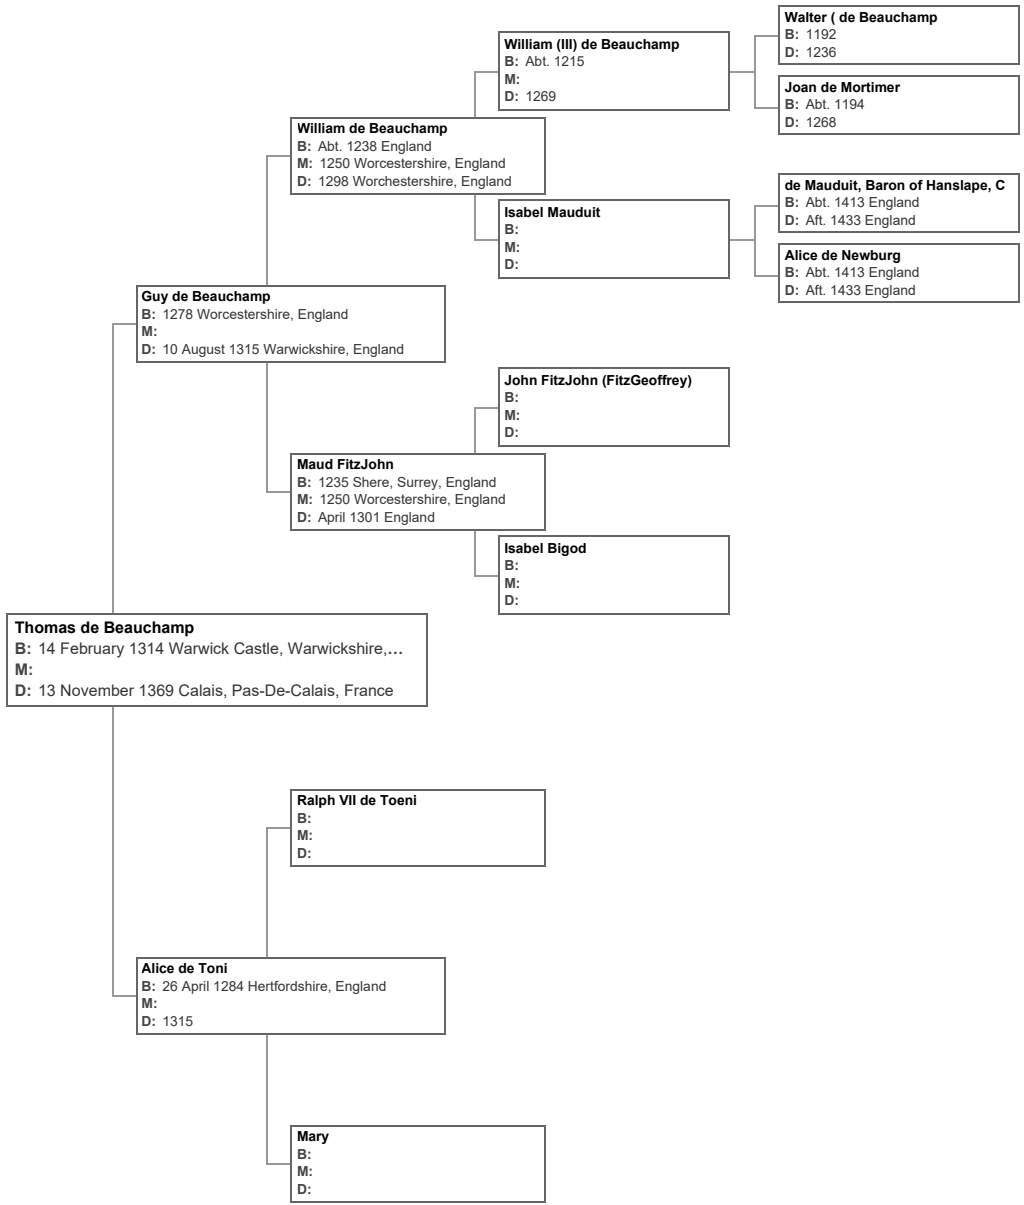 Walter ( de Beauchamp
B: 1192
D: 1236
William (III) de Beauchamp
B: Abt. 1215
M:
D: 1269
Joan de Mortimer
B: Abt. 1194
D: 1268
William de Beauchamp
B: Abt. 1238 England
M: 1250 Worcestershire, England
D: 1298 Worchestershire, England
de Mauduit, Baron of Hanslape, C
B: Abt. 1413 England
D: Aft. 1433 England
Isabel Mauduit
B:
M:
D:
Alice de Newburg
B: Abt. 1413 England
D: Aft. 1433 England
Guy de Beauchamp
B: 1278 Worcestershire, England
M:
D: 10 August 1315 Warwickshire, England
John FitzJohn (FitzGeoffrey)
B:
M:
D:
Maud FitzJohn
B: 1235 Shere, Surrey, England
M: 1250 Worcestershire, England
D: April 1301 England
Isabel Bigod
B:
M:
D:
Thomas de Beauchamp
B: 14 February 1314 Warwick Castle, Warwickshire,...
M:
D: 13 November 1369 Calais, Pas-De-Calais, France
Ralph VII de Toeni
B:
M:
D:
Alice de Toni
B: 26 April 1284 Hertfordshire, England
M:
D: 1315
Mary
B:
M:
D: